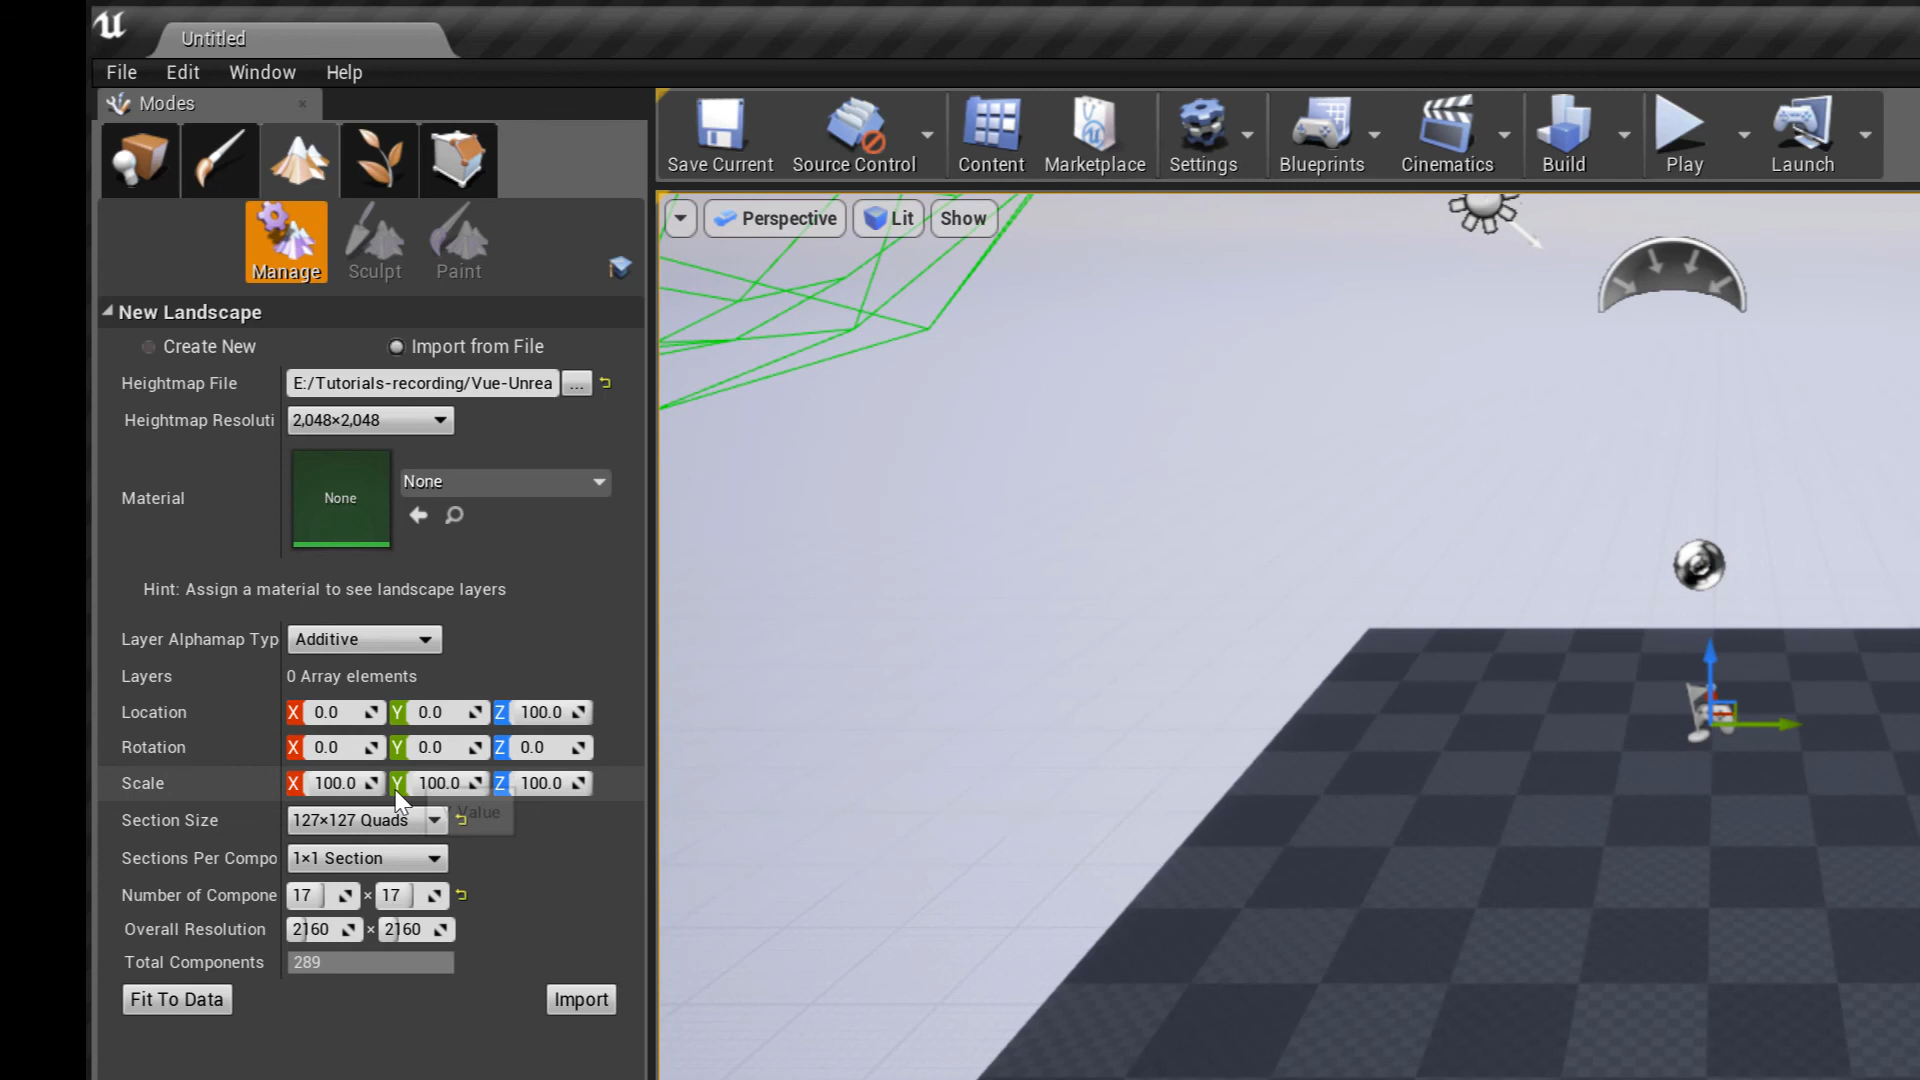 Untitled
File Edit Window Help
Modes
Save Current Source Control Content Marketplace Settings Blueprints Cinematics Build Play Launch
Perspective Lit Show
Manage Sculpt Paint
New Landscape
Create New Import from File
Heightmap File E:/Tutorials-recording/Vue-Unrea ...
Heightmap Resoluti 2,048×2,048
Material None None
Hint: Assign a material to see landscape layers
Layer Alphamap Typ Additive
Layers 0 Array elements
Location X 0.0 Y 0.0 Z 100.0
Rotation X 0.0 Y 0.0 Z 0.0
Scale X 100.0 Y 100.0 Z 100.0
Value
Section Size 127×127 Quads
Sections Per Compo 1×1 Section
Number of Compone 17 × 17
Overall Resolution 2160 × 2160
Total Components 289
Fit To Data Import